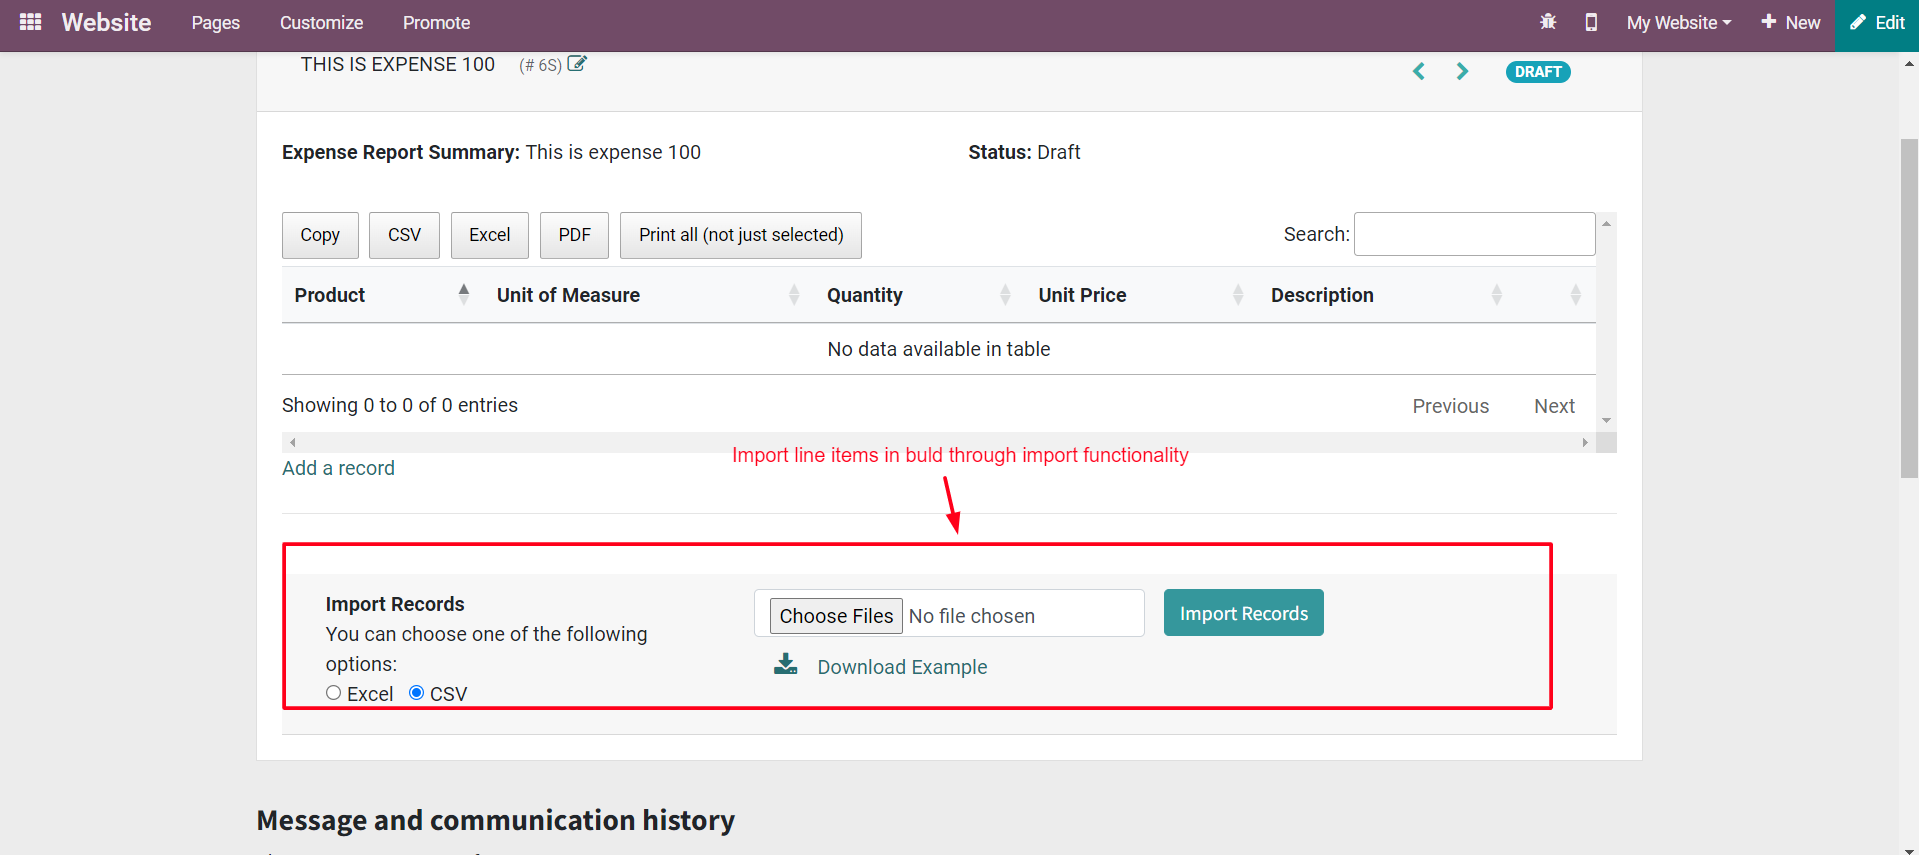 Website Pages Customize Promote My Website New Edit
THIS IS EXPENSE 100 (# 6S) DRAFT
Expense Report Summary: This is expense 100 Status: Draft
Copy CSV Excel PDF Print all (not just selected) Search:
Product Unit of Measure Quantity Unit Price Description
No data available in table
Showing 0 to 0 of 0 entries Previous Next
Import line items in buld through import functionality
Add a record
Import Records
You can choose one of the following
options:
Excel CSV
Choose Files No file chosen Import Records
Download Example
Message and communication history